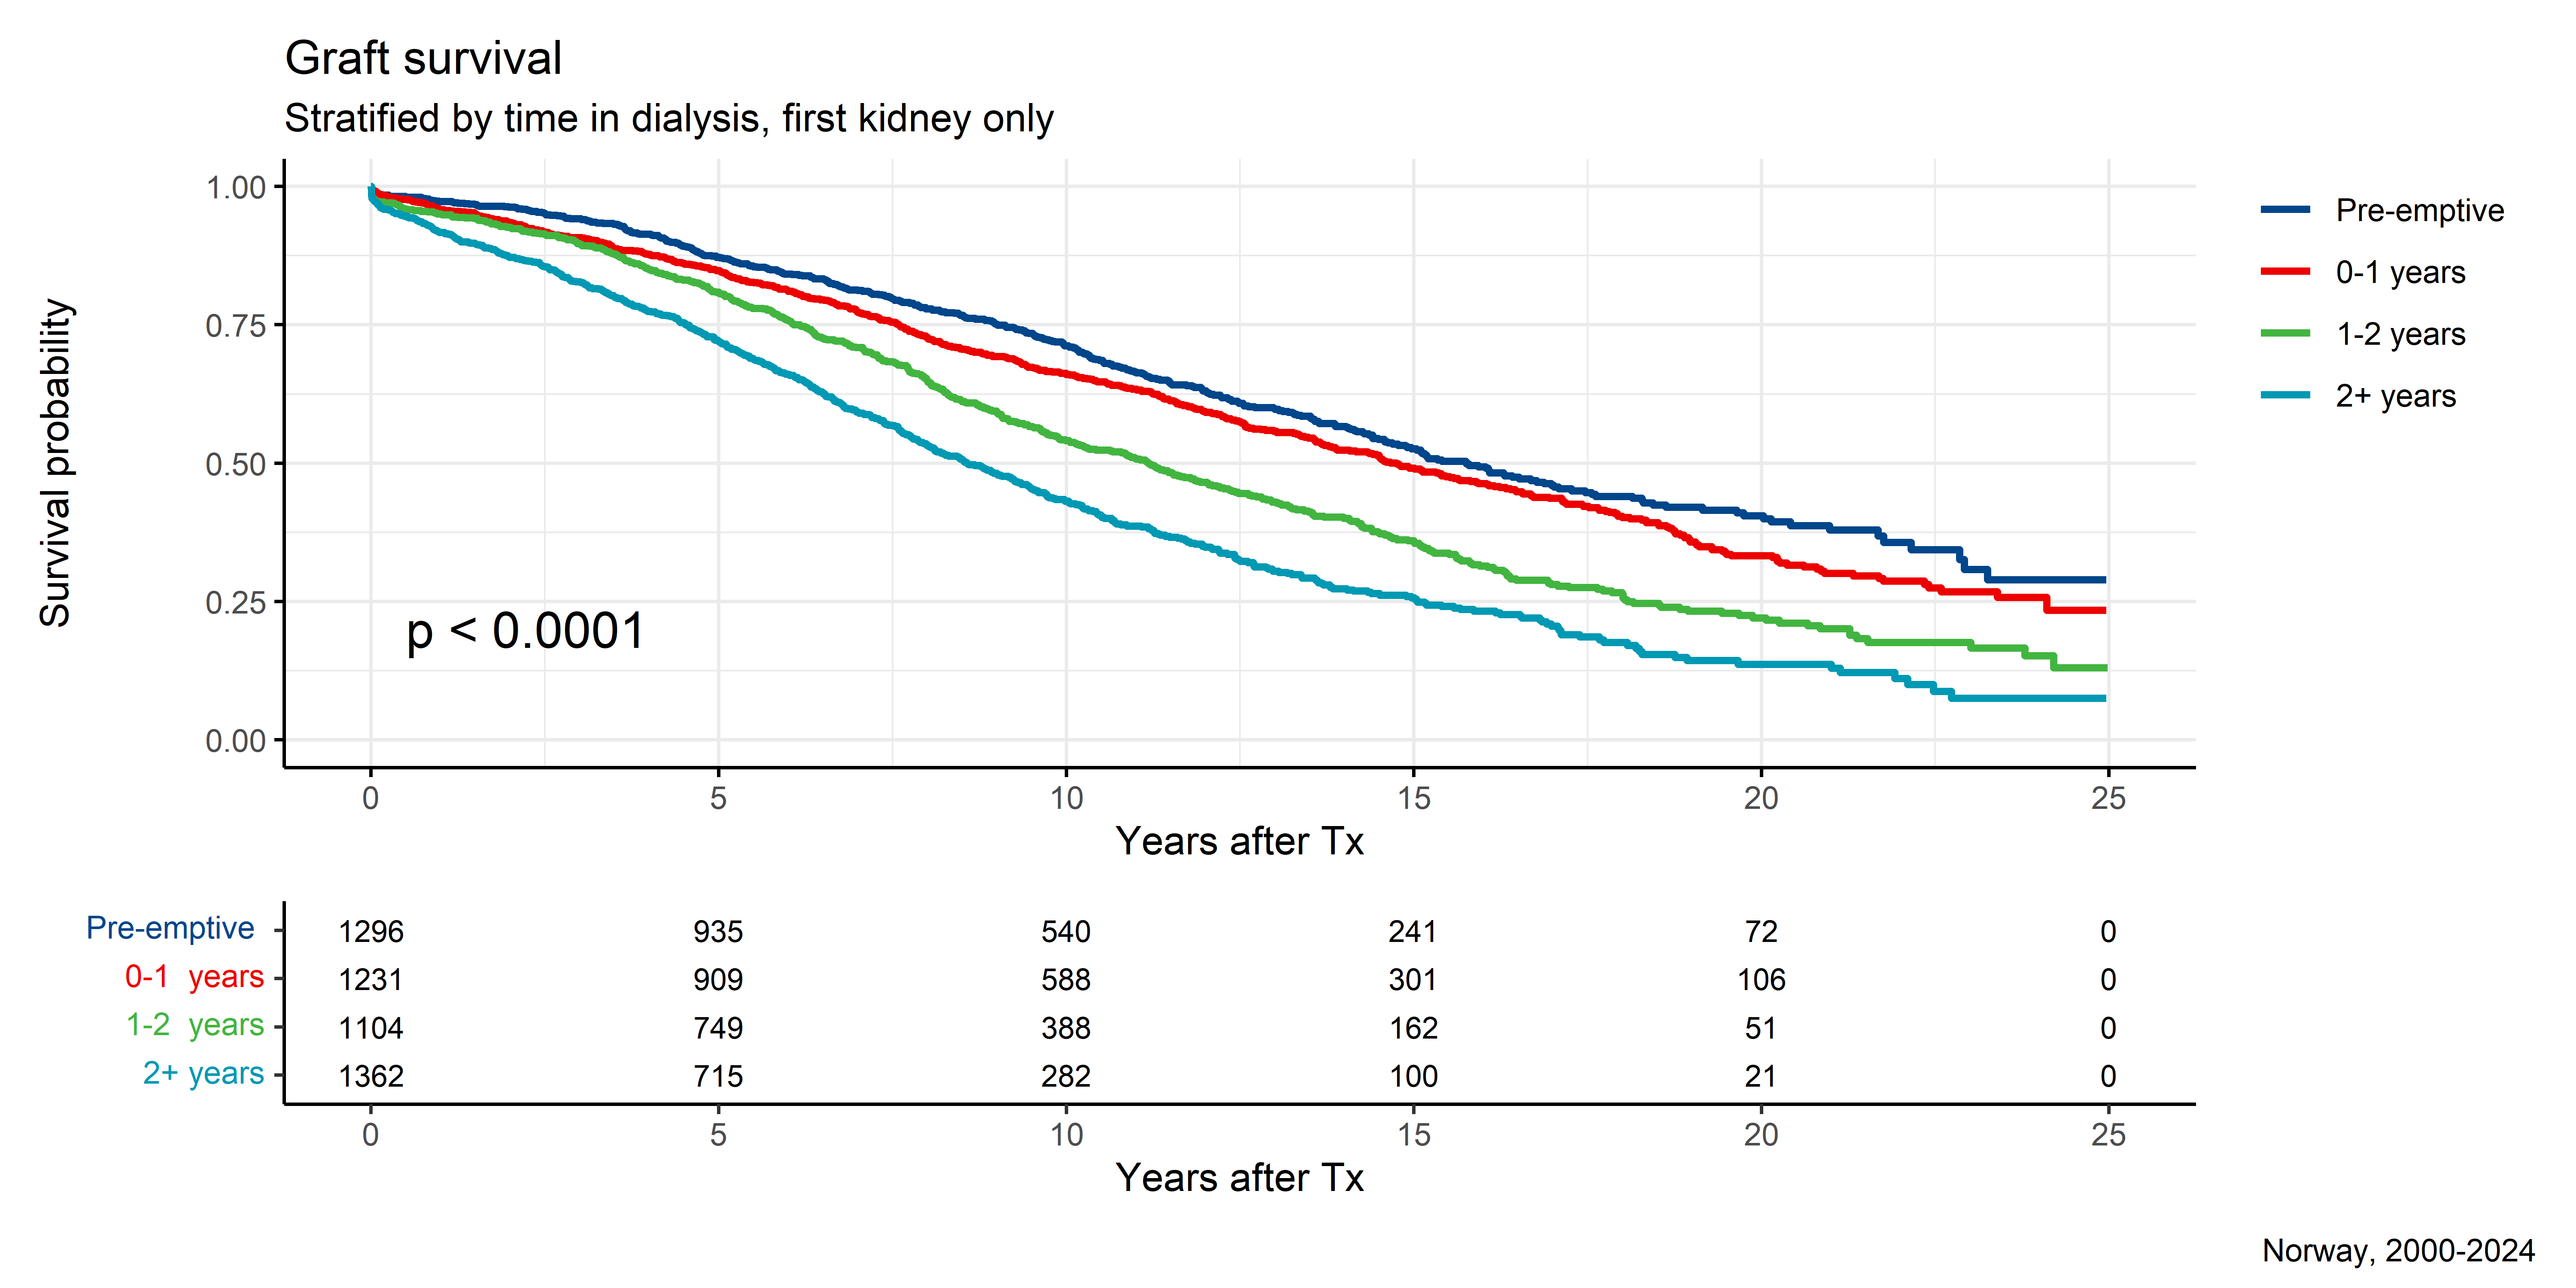 Graft survival
Stratified by time in dialysis, first kidney only
Survival probability
1.00
0.75
0.50
0.25
0.00
p < 0.0001
0 5 10 15 20 25
Years after Tx
Pre-emptive
0-1 years
1-2 years
2+ years
Pre-emptive 1296 935 540 241 72 0
0-1 years 1231 909 588 301 106 0
1-2 years 1104 749 388 162 51 0
2+ years 1362 715 282 100 21 0
0 5 10 15 20 25
Years after Tx
Norway, 2000-2024